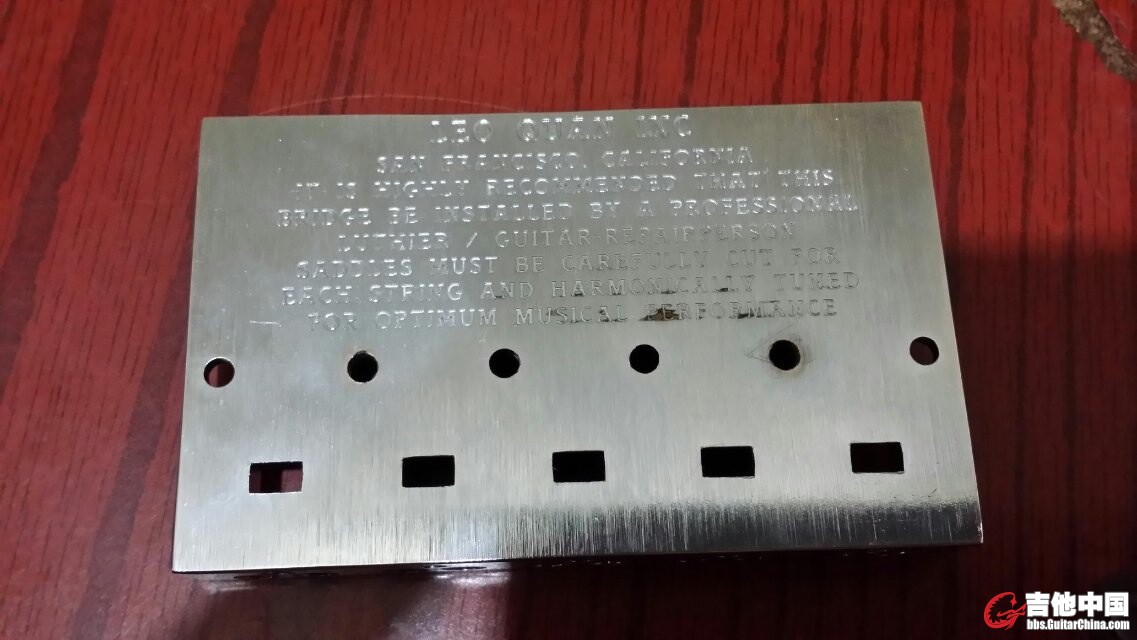 LEO QUAN INC
SAN FRANCISCO, CALIFORNIA
IT IS HIGHLY RECOMMENDED THAT THIS
BRIDGE BE INSTALLED BY A PROFESSIONAL
LUTHIER / GUITAR REPAIRPERSON
SADDLES MUST BE CAREFULLY CUT FOR
EACH STRING AND HARMONICALLY TUNED
FOR OPTIMUM MUSICAL PERFORMANCE
吉他中国
bbs.GuitarChina.com